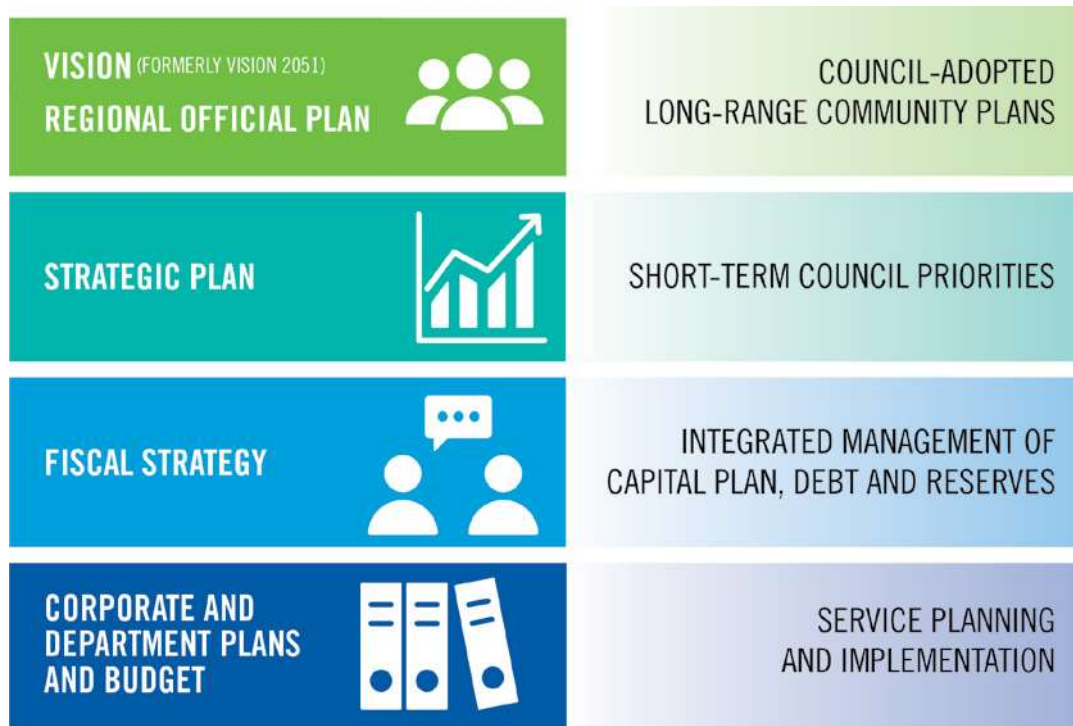 VISION (FORMERLY VISION 2051)
REGIONAL OFFICIAL PLAN
COUNCIL-ADOPTED
LONG-RANGE COMMUNITY PLANS
STRATEGIC PLAN
SHORT-TERM COUNCIL PRIORITIES
FISCAL STRATEGY
INTEGRATED MANAGEMENT OF
CAPITAL PLAN, DEBT AND RESERVES
CORPORATE AND
DEPARTMENT PLANS
AND BUDGET
SERVICE PLANNING
AND IMPLEMENTATION